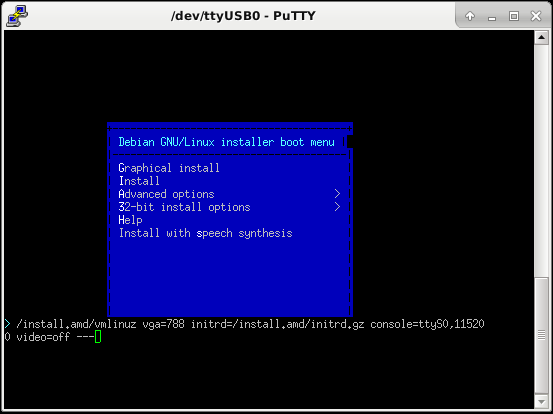 /dev/ttyUSB0 - PuTTY
Debian GNU/Linux installer boot menu
Graphical install
Install
Advanced options >
32-bit install options >
Help
Install with speech synthesis
> /install.amd/vmlinuz vga=788 initrd=/install.amd/initrd.gz console=ttyS0,11520
0 video=off ---